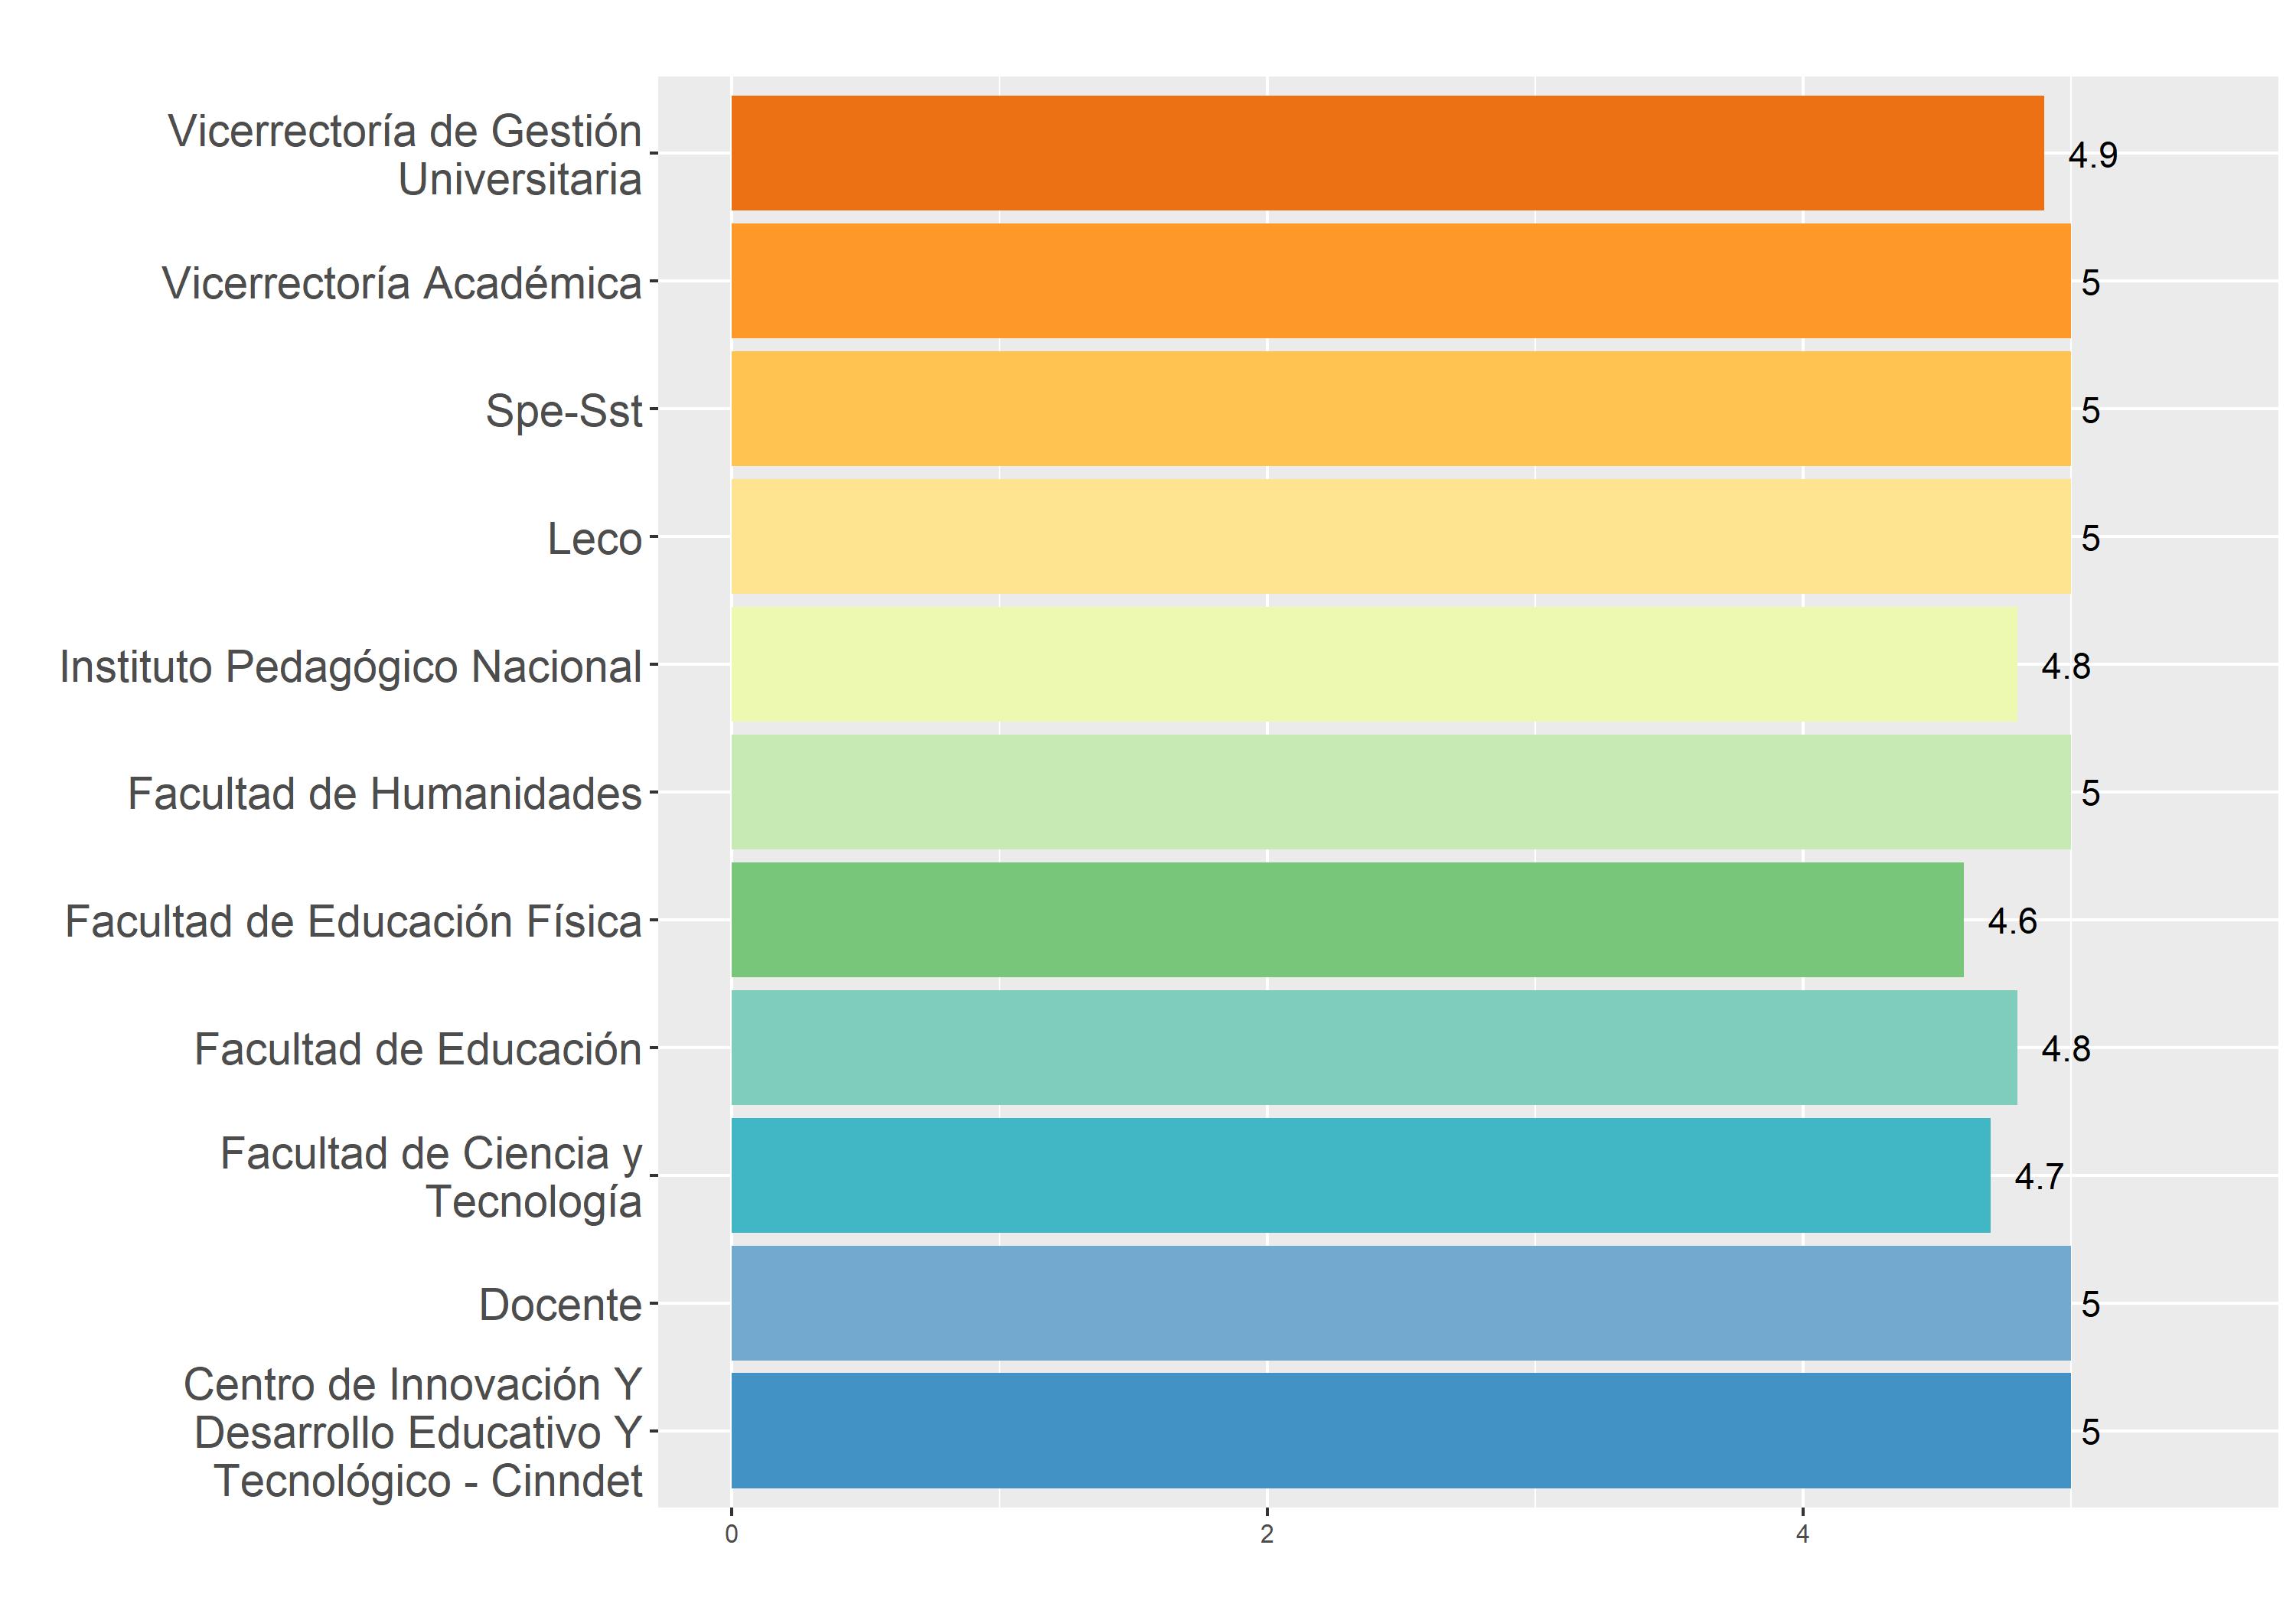 Vicerrectoría de Gestión
Universitaria
4.9
Vicerrectoría Académica
5
Spe-Sst
5
Leco
5
Instituto Pedagógico Nacional
4.8
Facultad de Humanidades
5
Facultad de Educación Física
4.6
Facultad de Educación
4.8
Facultad de Ciencia y
Tecnología
4.7
Docente
5
Centro de Innovación Y
Desarrollo Educativo Y
Tecnológico - Cinndet
5
0
2
4